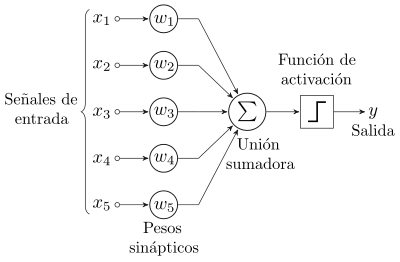 x₁ w₁
x₂ w₂
x₃ w₃
x₄ w₄
x₅ w₅
Señales de
entrada
Pesos
sinápticos
Σ
Unión
sumadora
Función de
activación
y
Salida